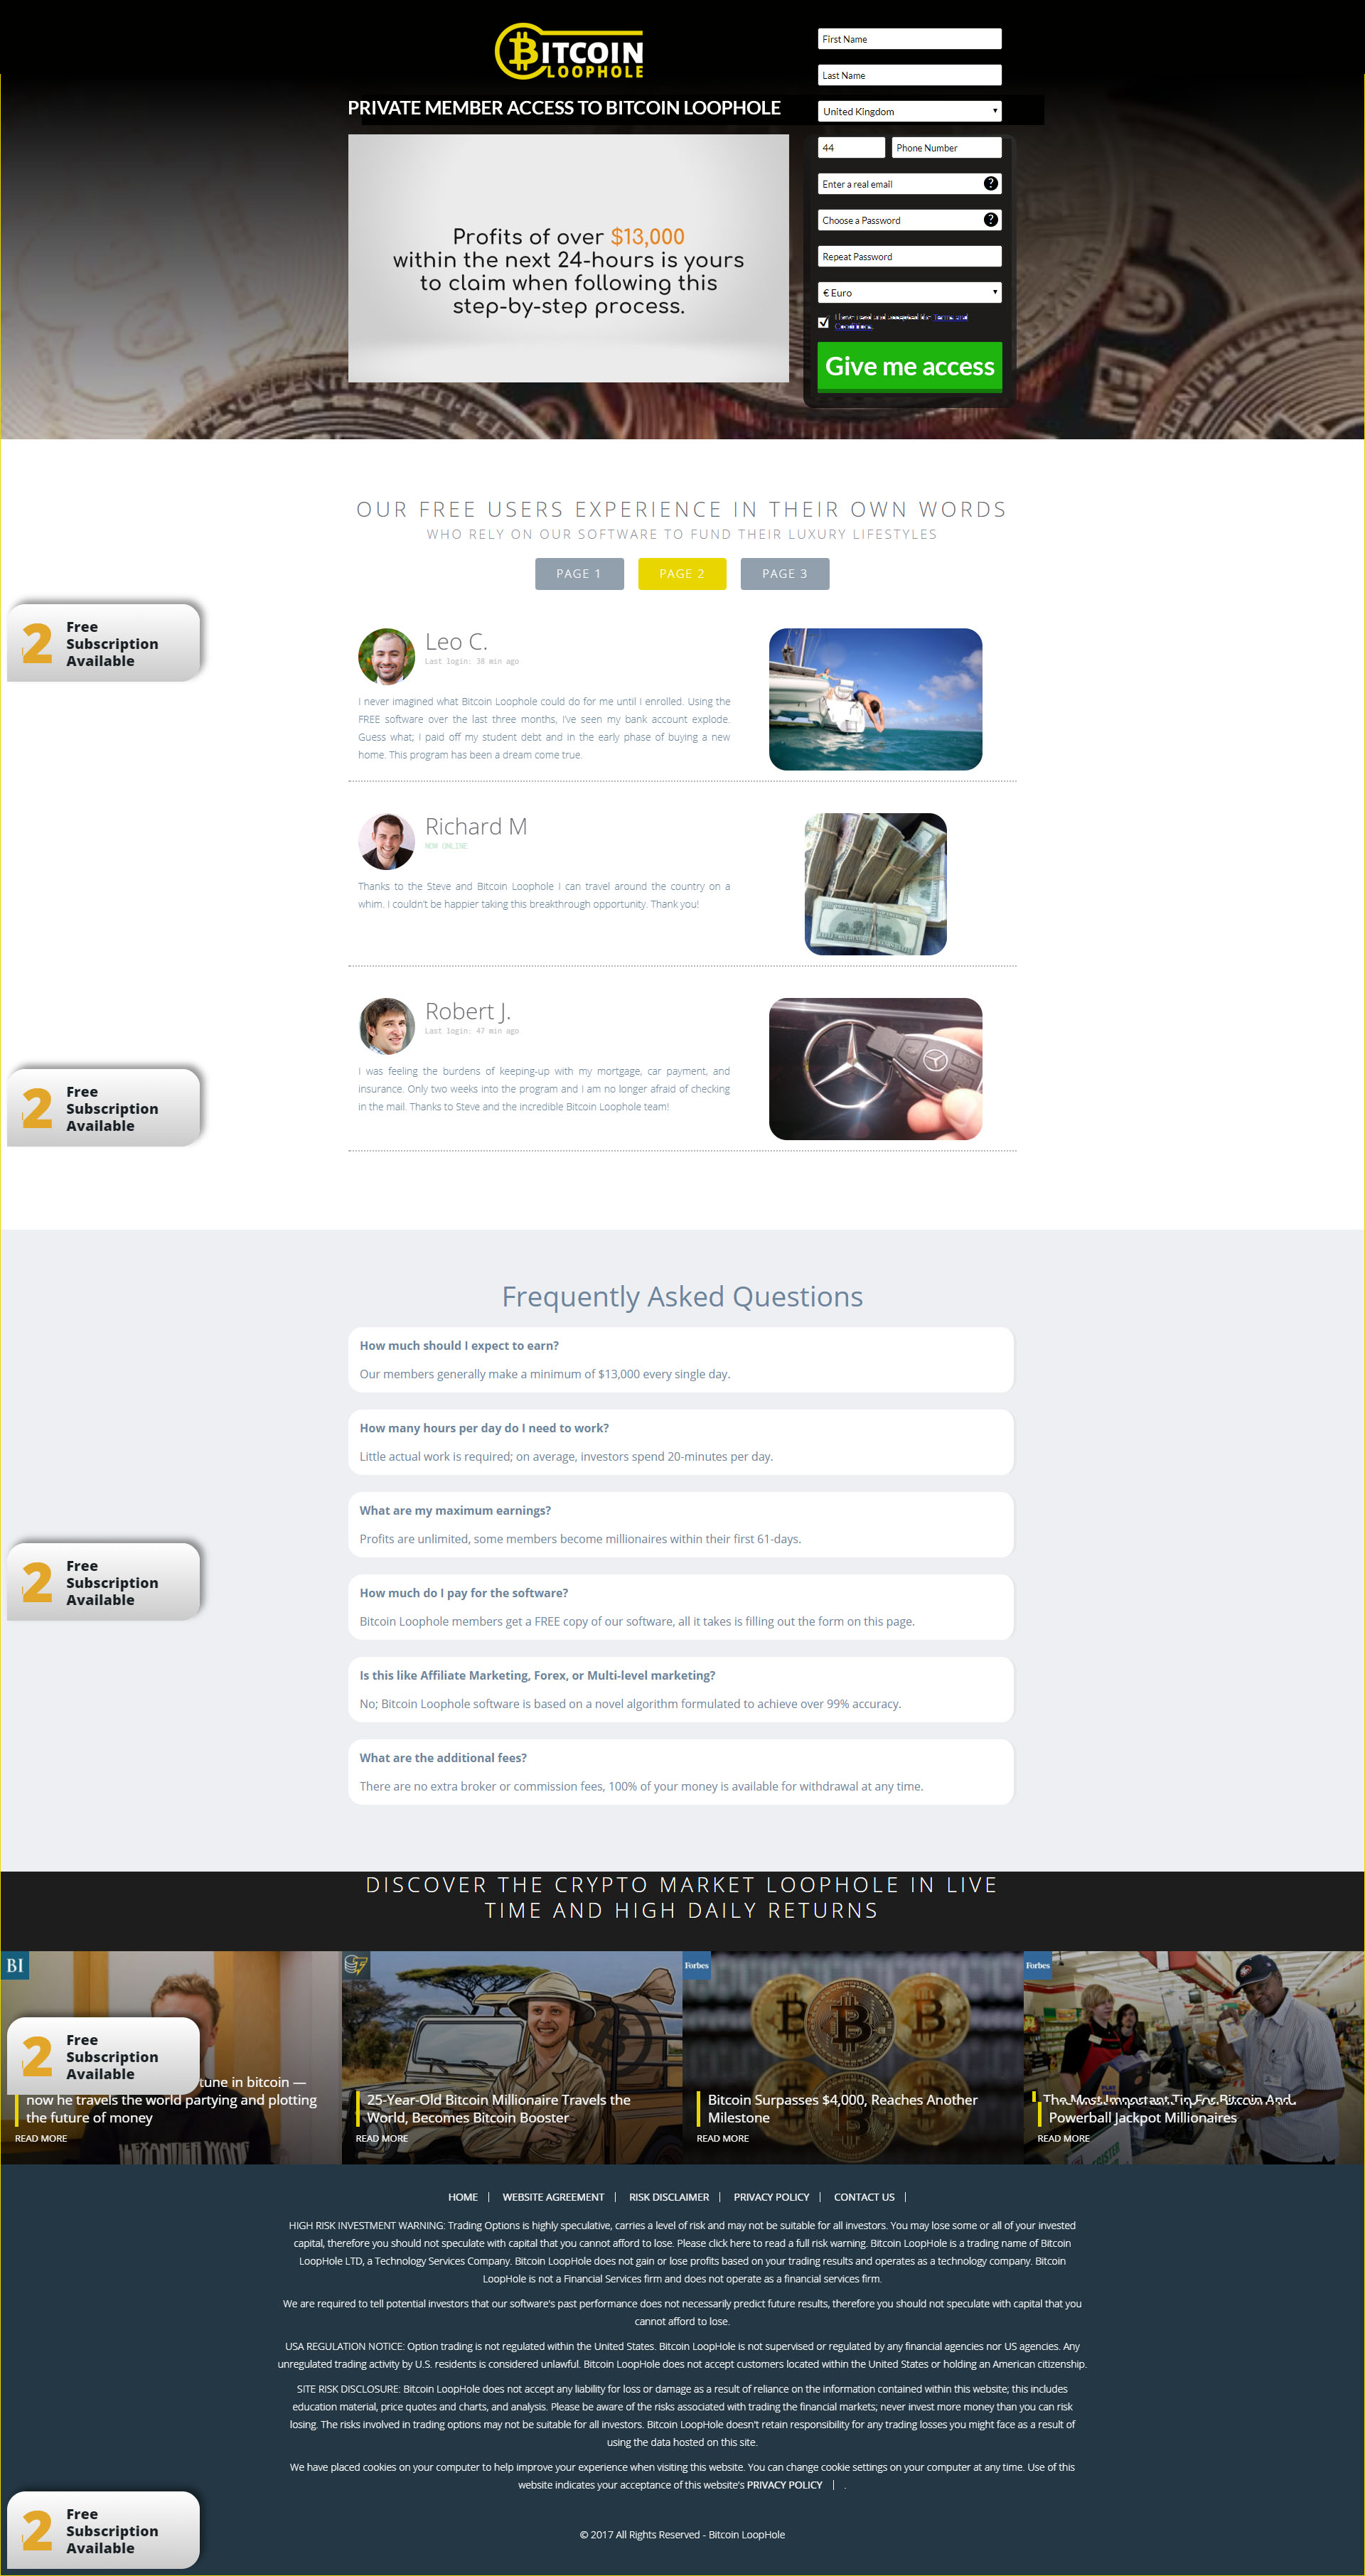 BITCOIN
LOOPHOLE
PRIVATE MEMBER ACCESS TO BITCOIN LOOPHOLE
Profits of over $13,000
within the next 24-hours is yours
to claim when following this
step-by-step process.
First Name
Last Name
United Kingdom
44 Phone Number
Enter a real email ?
Choose a Password ?
Repeat Password
€ Euro
I have read and accepted the Terms and
Conditions
Give me access
OUR FREE USERS EXPERIENCE IN THEIR OWN WORDS
WHO RELY ON OUR SOFTWARE TO FUND THEIR LUXURY LIFESTYLES
PAGE 1 PAGE 2 PAGE 3
2 Free
Subscription
Available
Leo C.
Last login: 38 min ago
I never imagined what Bitcoin Loophole could do for me until I enrolled. Using the
FREE software over the last three months, I've seen my bank account explode.
Guess what; I paid off my student debt and in the early phase of buying a new
home. This program has been a dream come true.
Richard M
NOW ONLINE
Thanks to the Steve and Bitcoin Loophole I can travel around the country on a
whim. I couldn't be happier taking this breakthrough opportunity. Thank you!
Robert J.
Last login: 47 min ago
I was feeling the burdens of keeping-up with my mortgage, car payment, and
insurance. Only two weeks into the program and I am no longer afraid of checking
in the mail. Thanks to Steve and the incredible Bitcoin Loophole team!
2 Free
Subscription
Available
Frequently Asked Questions
How much should I expect to earn?
Our members generally make a minimum of $13,000 every single day.
How many hours per day do I need to work?
Little actual work is required; on average, investors spend 20-minutes per day.
What are my maximum earnings?
Profits are unlimited, some members become millionaires within their first 61-days.
2 Free
Subscription
Available
How much do I pay for the software?
Bitcoin Loophole members get a FREE copy of our software, all it takes is filling out the form on this page.
Is this like Affiliate Marketing, Forex, or Multi-level marketing?
No; Bitcoin Loophole software is based on a novel algorithm formulated to achieve over 99% accuracy.
What are the additional fees?
There are no extra broker or commission fees, 100% of your money is available for withdrawal at any time.
DISCOVER THE CRYPTO MARKET LOOPHOLE IN LIVE
TIME AND HIGH DAILY RETURNS
BI
2 Free
Subscription
Available
in bitcoin —
now he travels the world partying and plotting
the future of money
READ MORE
25-Year-Old Bitcoin Millionaire Travels the
World, Becomes Bitcoin Booster
READ MORE
Forbes
Bitcoin Surpasses $4,000, Reaches Another
Milestone
READ MORE
Forbes
The Most Important Tip For Bitcoin And
Powerball Jackpot Millionaires
READ MORE
HOME | WEBSITE AGREEMENT | RISK DISCLAIMER | PRIVACY POLICY | CONTACT US |
HIGH RISK INVESTMENT WARNING: Trading Options is highly speculative, carries a level of risk and may not be suitable for all investors. You may lose some or all of your invested
capital, therefore you should not speculate with capital that you cannot afford to lose. Please click here to read a full risk warning. Bitcoin LoopHole is a trading name of Bitcoin
LoopHole LTD, a Technology Services Company. Bitcoin LoopHole does not gain or lose profits based on your trading results and operates as a technology company. Bitcoin
LoopHole is not a Financial Services firm and does not operate as a financial services firm.
We are required to tell potential investors that our software's past performance does not necessarily predict future results, therefore you should not speculate with capital that you
cannot afford to lose.
USA REGULATION NOTICE: Option trading is not regulated within the United States. Bitcoin LoopHole is not supervised or regulated by any financial agencies nor US agencies. Any
unregulated trading activity by U.S. residents is considered unlawful. Bitcoin LoopHole does not accept customers located within the United States or holding an American citizenship.
SITE RISK DISCLOSURE: Bitcoin LoopHole does not accept any liability for loss or damage as a result of reliance on the information contained within this website; this includes
education material, price quotes and charts, and analysis. Please be aware of the risks associated with trading the financial markets; never invest more money than you can risk
losing. The risks involved in trading options may not be suitable for all investors. Bitcoin LoopHole doesn't retain responsibility for any trading losses you might face as a result of
using the data hosted on this site.
We have placed cookies on your computer to help improve your experience when visiting this website. You can change cookie settings on your computer at any time. Use of this
website indicates your acceptance of this website's PRIVACY POLICY | .
2 Free
Subscription
Available
© 2017 All Rights Reserved - Bitcoin LoopHole